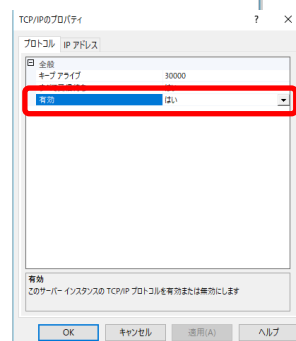 TCP/IPのプロパティ ? ×
プロトコル IP アドレス
全般
キープ アライブ 30000
有効 はい
有効
このサーバー インスタンスの TCP/IP プロトコルを有効または無効にします
OK キャンセル 適用(A) ヘルプ